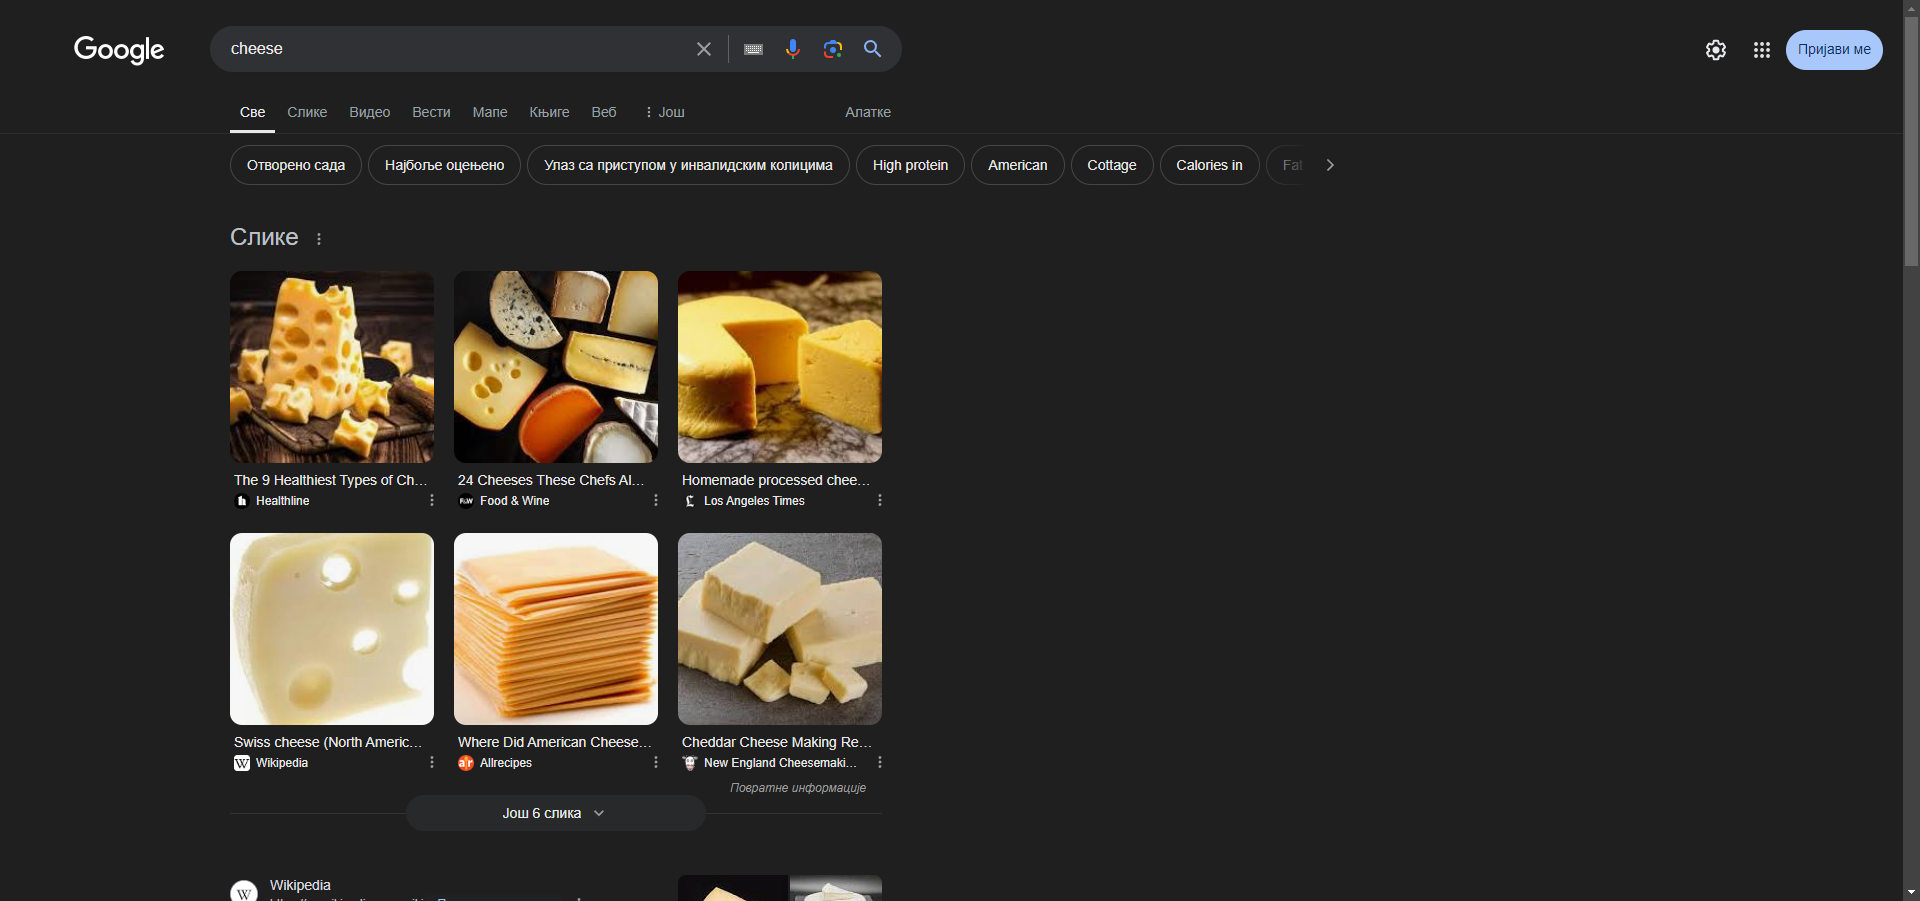 Google
cheese
Пријави ме
Све
Слике
Видео
Вести
Мапе
Књиге
Веб
Још
Алатке
Отворено сада
Најбоље оцењено
Улаз са приступом у инвалидским колицима
High protein
American
Cottage
Calories in
Fat
Слике
The 9 Healthiest Types of Ch...
Healthline
24 Cheeses These Chefs Al...
Food & Wine
Homemade processed chee...
Los Angeles Times
Swiss cheese (North Americ...
Wikipedia
Where Did American Cheese...
Allrecipes
Cheddar Cheese Making Re...
New England Cheesemaki...
Повратне информације
Још 6 слика
Wikipedia